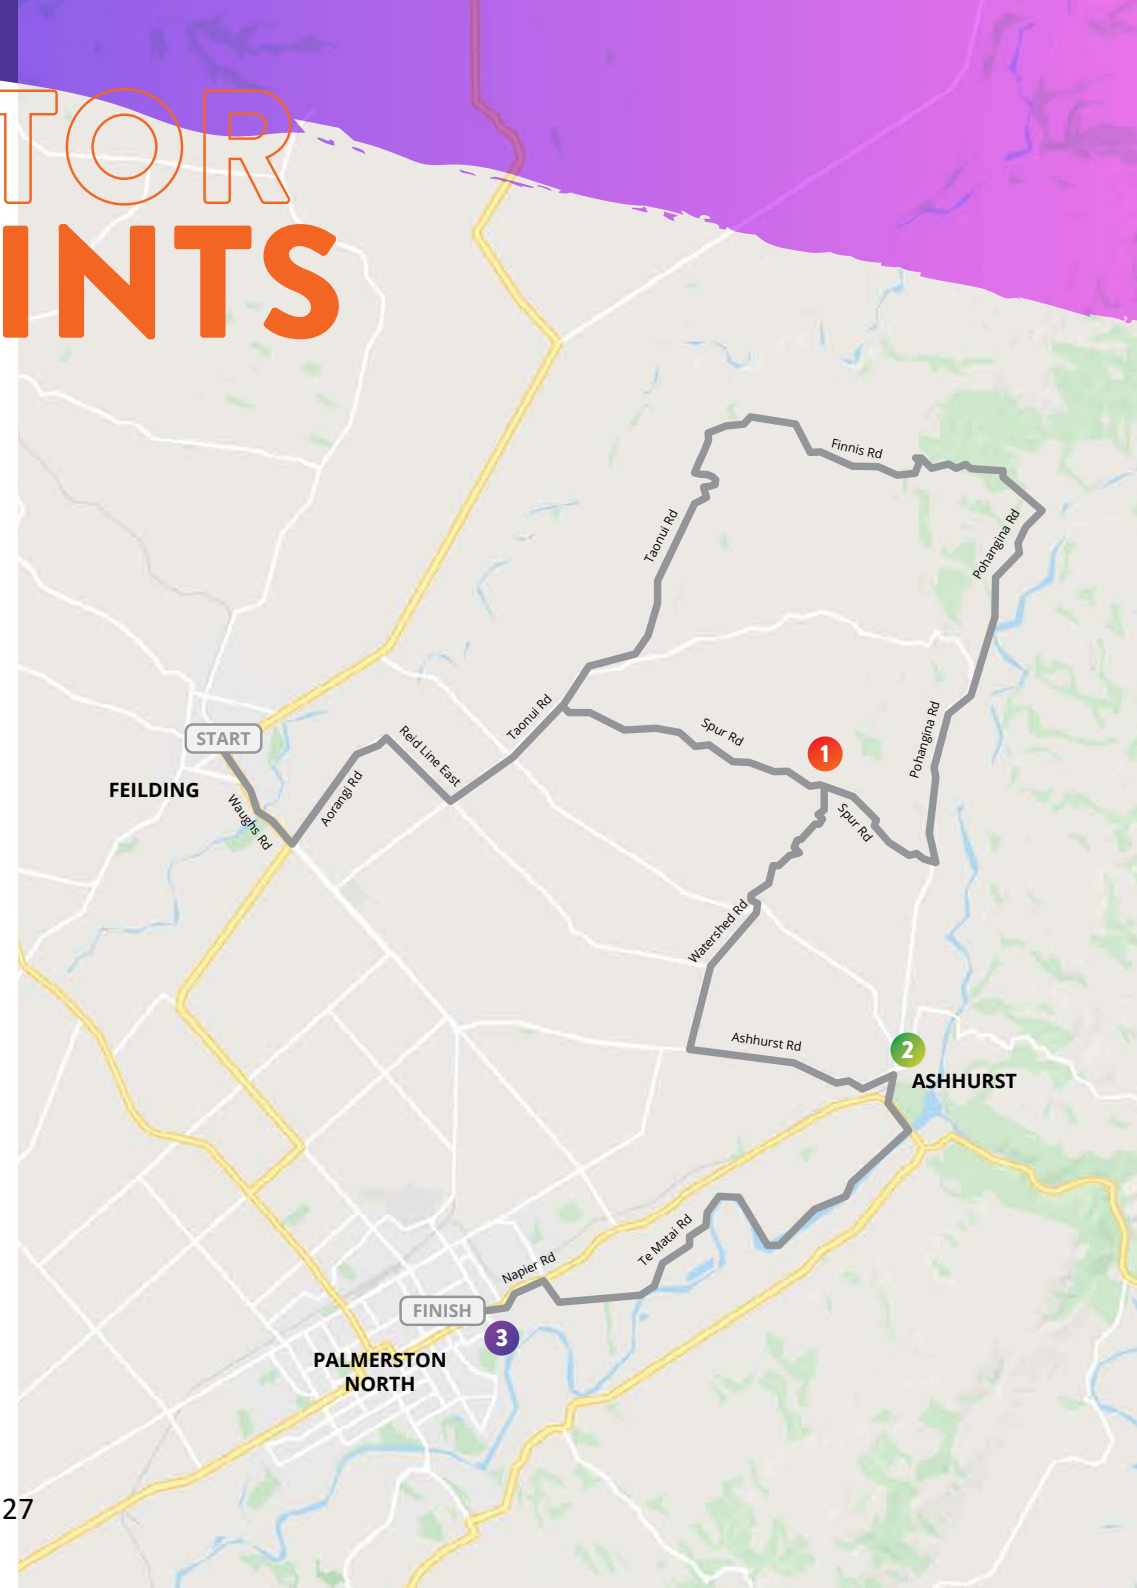 TOR
INTS
Finnis Rd
Taonui Rd
Pohangina Rd
Taonui Rd
Spur Rd
Pohangina Rd
START
Reid Line East
1
FEILDING
Waughs Rd
Aorangi Rd
Spur Rd
Watershed Rd
Ashhurst Rd
2
ASHHURST
Te Matai Rd
Napier Rd
FINISH
3
PALMERSTON
NORTH
27